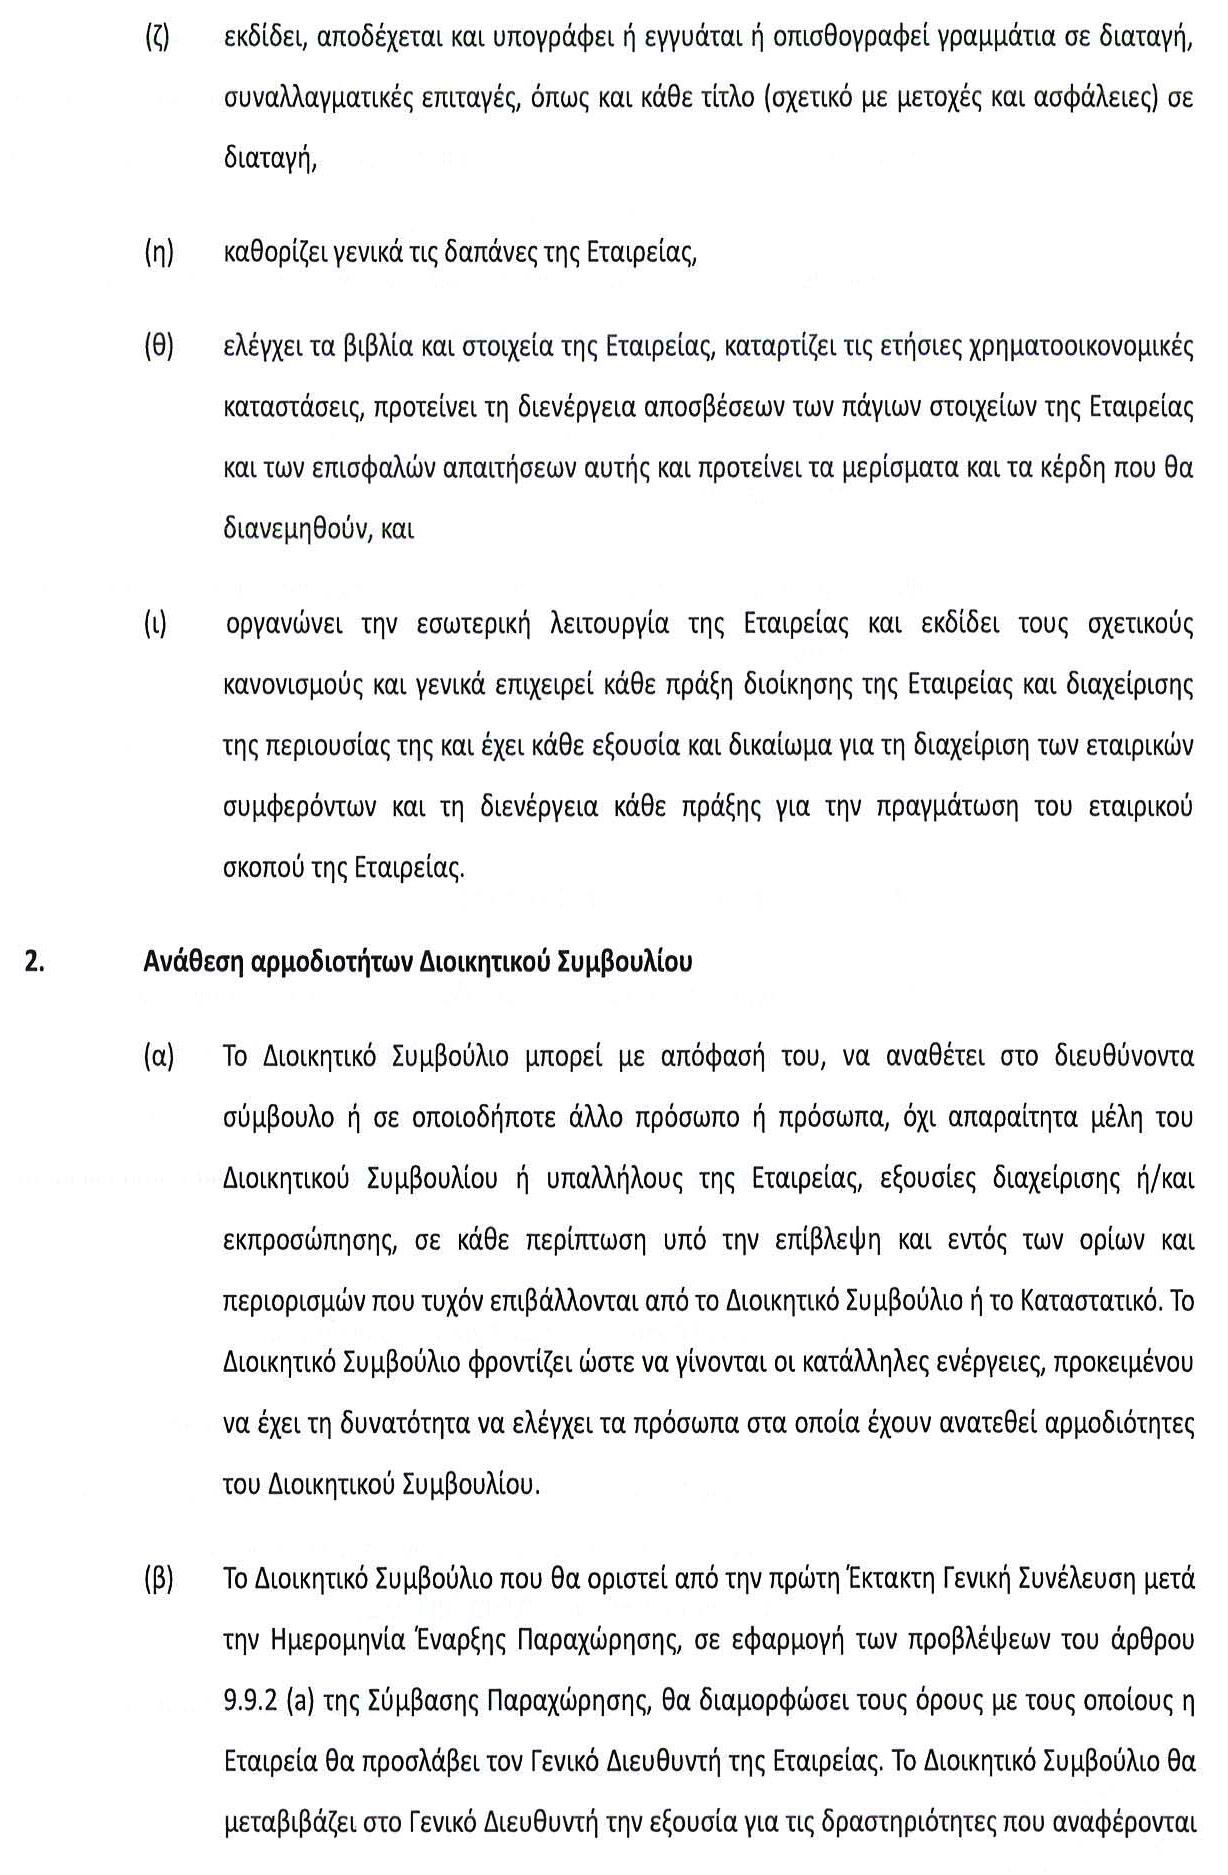 (ζ) εκδίδει, αποδέχεται και υπογράφει ή εγγυάται ή οπισθογραφεί γραμμάτια σε διαταγή,
συναλλαγματικές επιταγές, όπως και κάθε τίτλο (σχετικό με μετοχές και ασφάλειες) σε
διαταγή,
(η) καθορίζει γενικά τις δαπάνες της Εταιρείας,
(θ) ελέγχει τα βιβλία και στοιχεία της Εταιρείας, καταρτίζει τις ετήσιες χρηματοοικονομικές
καταστάσεις, προτείνει τη διενέργεια αποσβέσεων των πάγιων στοιχείων της Εταιρείας
και των επισφαλών απαιτήσεων αυτής και προτείνει τα μερίσματα και τα κέρδη που θα
διανεμηθούν, και
(ι) οργανώνει την εσωτερική λειτουργία της Εταιρείας και εκδίδει τους σχετικούς
κανονισμούς και γενικά επιχειρεί κάθε πράξη διοίκησης της Εταιρείας και διαχείρισης
της περιουσίας της και έχει κάθε εξουσία και δικαίωμα για τη διαχείριση των εταιρικών
συμφερόντων και τη διενέργεια κάθε πράξης για την πραγμάτωση του εταιρικού
σκοπού της Εταιρείας.
2. Ανάθεση αρμοδιοτήτων Διοικητικού Συμβουλίου
(α) Το Διοικητικό Συμβούλιο μπορεί με απόφασή του, να αναθέτει στο διευθύνοντα
σύμβουλο ή σε οποιοδήποτε άλλο πρόσωπο ή πρόσωπα, όχι απαραίτητα μέλη του
Διοικητικού Συμβουλίου ή υπαλλήλους της Εταιρείας, εξουσίες διαχείρισης ή/και
εκπροσώπησης, σε κάθε περίπτωση υπό την επίβλεψη και εντός των ορίων και
περιορισμών που τυχόν επιβάλλονται από το Διοικητικό Συμβούλιο ή το Καταστατικό. Το
Διοικητικό Συμβούλιο φροντίζει ώστε να γίνονται οι κατάλληλες ενέργειες, προκειμένου
να έχει τη δυνατότητα να ελέγχει τα πρόσωπα στα οποία έχουν ανατεθεί αρμοδιότητες
του Διοικητικού Συμβουλίου.
(β) Το Διοικητικό Συμβούλιο που θα οριστεί από την πρώτη Έκτακτη Γενική Συνέλευση μετά
την Ημερομηνία Έναρξης Παραχώρησης, σε εφαρμογή των προβλέψεων του άρθρου
9.9.2 (a) της Σύμβασης Παραχώρησης, θα διαμορφώσει τους όρους με τους οποίους η
Εταιρεία θα προσλάβει τον Γενικό Διευθυντή της Εταιρείας. Το Διοικητικό Συμβούλιο θα
μεταβιβάζει στο Γενικό Διευθυντή την εξουσία για τις δραστηριότητες που αναφέρονται